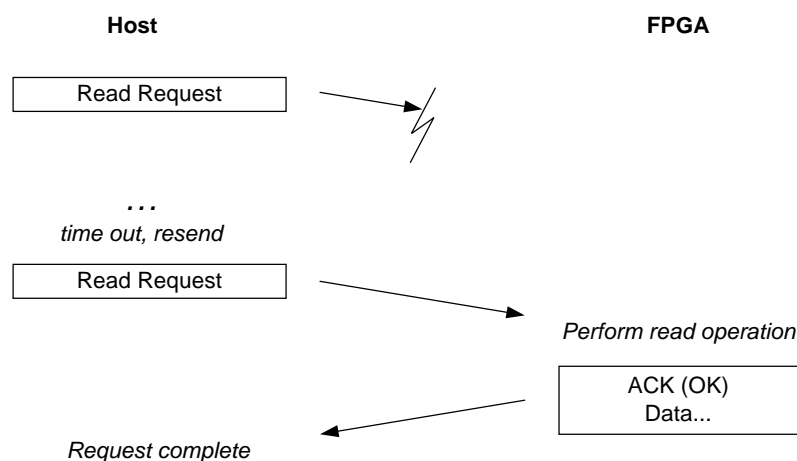 Host
FPGA
Read Request
...
time out, resend
Read Request
Perform read operation
ACK (OK)
Data...
Request complete